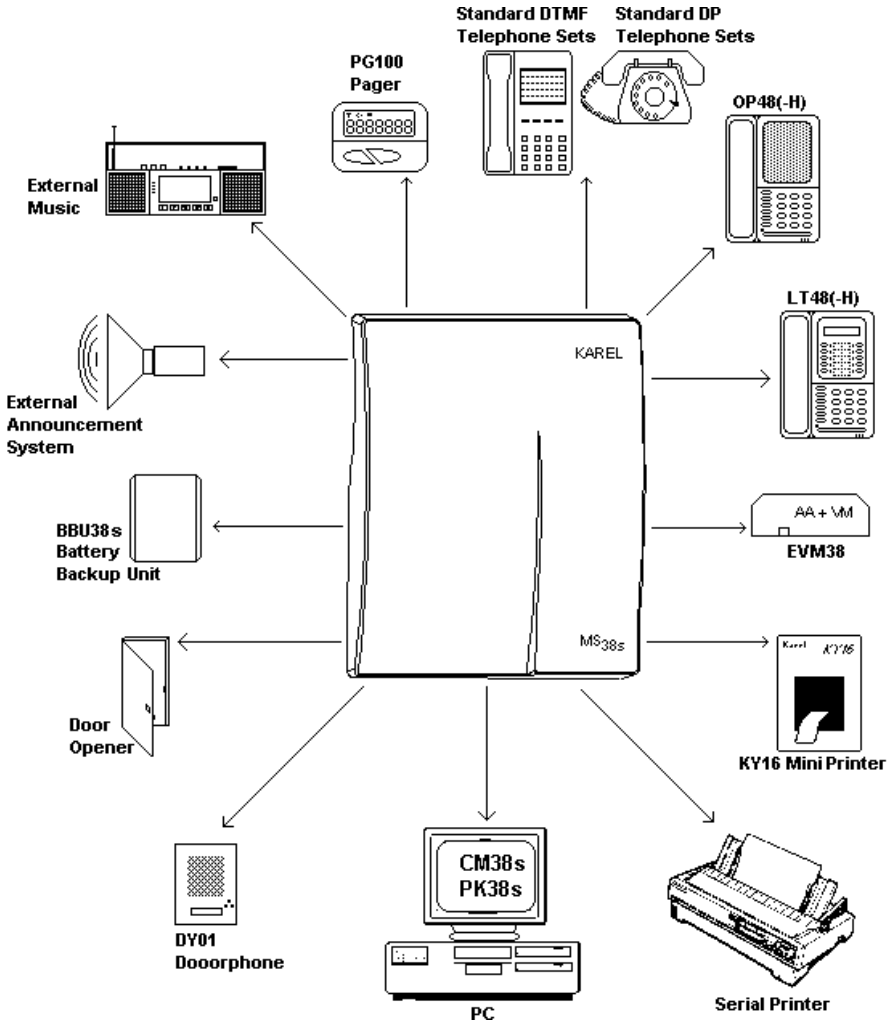 Standard DTMF
Telephone Sets
Standard DP
Telephone Sets
PG100
Pager
8888888
OP48(-H)
External
Music
LT48(-H)
KAREL
External
Announcement
System
AA + VM
EVM38
BBU38s
Battery
Backup Unit
MS38s
Karel KY16
Door
Opener
KY16 Mini Printer
CM38s
PK38s
DY01
Dooorphone
PC
Serial Printer